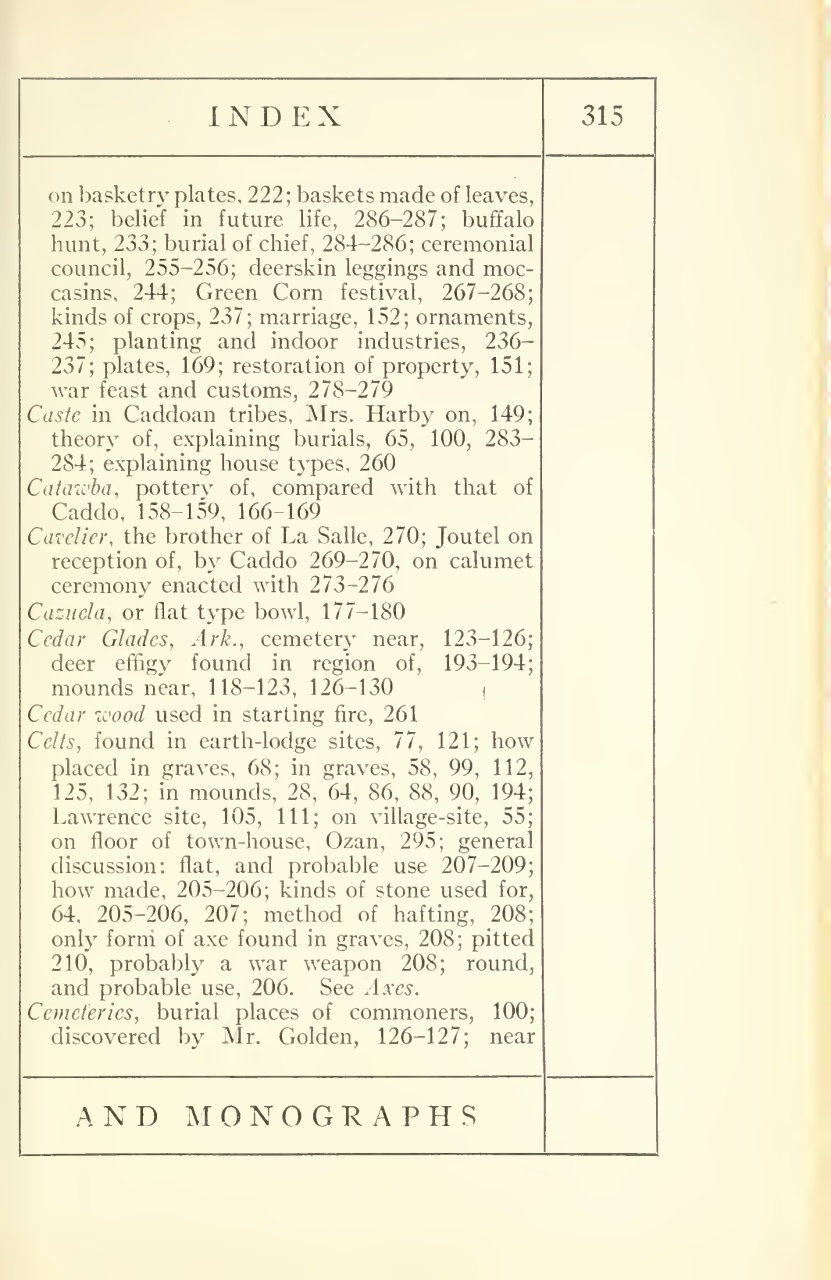 INDEX
315
on basketry plates, 222; baskets made of leaves,
223; belief in future life, 286–287; buffalo
hunt, 233; burial of chief, 284–286; ceremonial
council, 255–256; deerskin leggings and moc-
casins, 244; Green Corn festival, 267–268;
kinds of crops, 237; marriage, 152; ornaments,
245; planting and indoor industries, 236–
237; plates, 169; restoration of property, 151;
war feast and customs, 278–279
Caste in Caddoan tribes, Mrs. Harby on, 149;
theory of, explaining burials, 65, 100, 283–
284; explaining house types, 260
Catawba, pottery of, compared with that of
Caddo, 158–159, 166–169
Cavelier, the brother of La Salle, 270; Joutel on
reception of, by Caddo 269–270, on calumet
ceremony enacted with 273–276
Cazuela, or flat type bowl, 177–180
Cedar Glades, Ark., cemetery near, 123–126;
deer effigy found in region of, 193–194;
mounds near, 118–123, 126–130
Cedar wood used in starting fire, 261
Celts, found in earth-lodge sites, 77, 121; how
placed in graves, 68; in graves, 58, 99, 112,
125, 132; in mounds, 28, 64, 86, 88, 90, 194;
Lawrence site, 105, 111; on village-site, 55;
on floor of town-house, Ozan, 295; general
discussion: flat, and probable use 207–209;
how made, 205–206; kinds of stone used for,
64, 205–206, 207; method of hafting, 208;
only form of axe found in graves, 208; pitted
210, probably a war weapon 208; round,
and probable use, 206. See Axes.
Cemeteries, burial places of commoners, 100;
discovered by Mr. Golden, 126–127; near
AND MONOGRAPHS